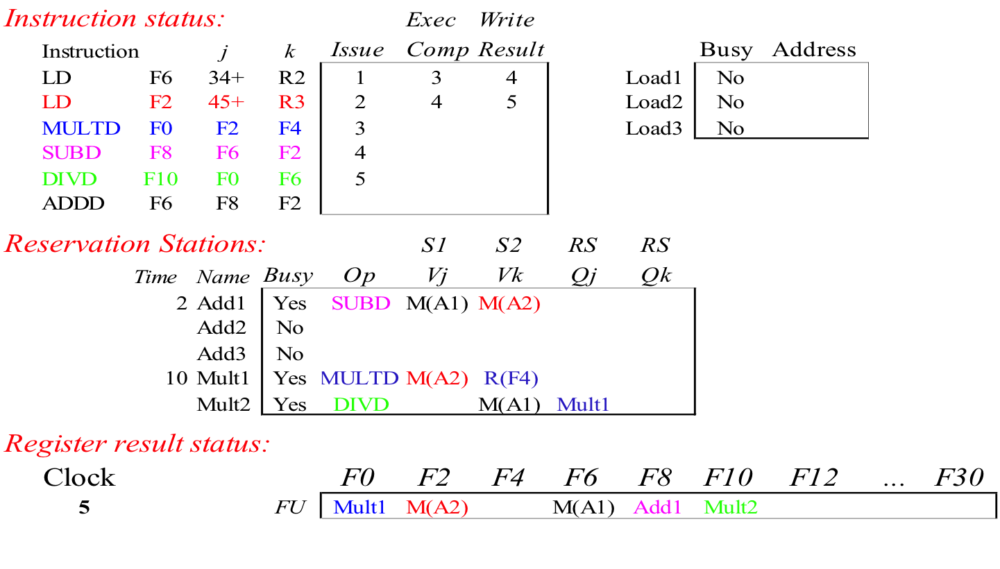 Instruction status: Exec Write
Instruction j k Issue Comp Result Busy Address
LD F6 34+ R2 1 3 4 Load1 No
LD F2 45+ R3 2 4 5 Load2 No
MULTD F0 F2 F4 3 Load3 No
SUBD F8 F6 F2 4
DIVD F10 F0 F6 5
ADDD F6 F8 F2
Reservation Stations: S1 S2 RS RS
Time Name Busy Op Vj Vk Qj Qk
2 Add1 Yes SUBD M(A1) M(A2)
Add2 No
Add3 No
10 Mult1 Yes MULTD M(A2) R(F4)
Mult2 Yes DIVD M(A1) Mult1
Register result status:
Clock F0 F2 F4 F6 F8 F10 F12 ... F30
5 FU Mult1 M(A2) M(A1) Add1 Mult2